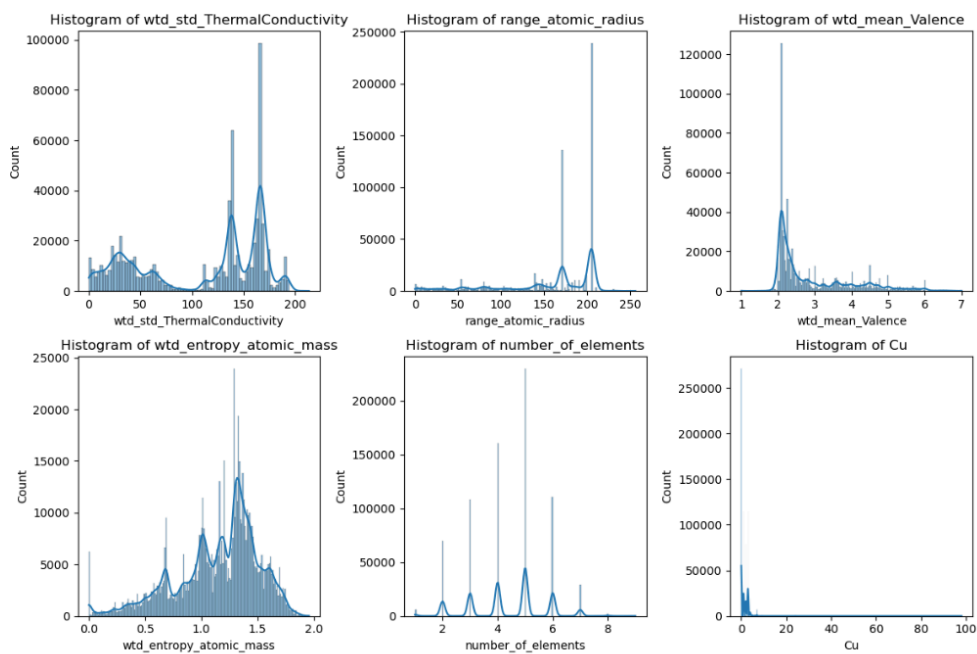 Histogram of wtd_std_ThermalConductivity
Histogram of range_atomic_radius
Histogram of wtd_mean_Valence
100000
80000
60000
40000
20000
0
Count
0 50 100 150 200
wtd_std_ThermalConductivity
250000
200000
150000
100000
50000
0
Count
0 50 100 150 200 250
range_atomic_radius
120000
100000
80000
60000
40000
20000
0
Count
1 2 3 4 5 6 7
wtd_mean_Valence
Histogram of wtd_entropy_atomic_mass
Histogram of number_of_elements
Histogram of Cu
25000
20000
15000
10000
5000
0
Count
0.0 0.5 1.0 1.5 2.0
wtd_entropy_atomic_mass
200000
150000
100000
50000
0
Count
2 4 6 8
number_of_elements
250000
200000
150000
100000
50000
0
Count
0 20 40 60 80 100
Cu